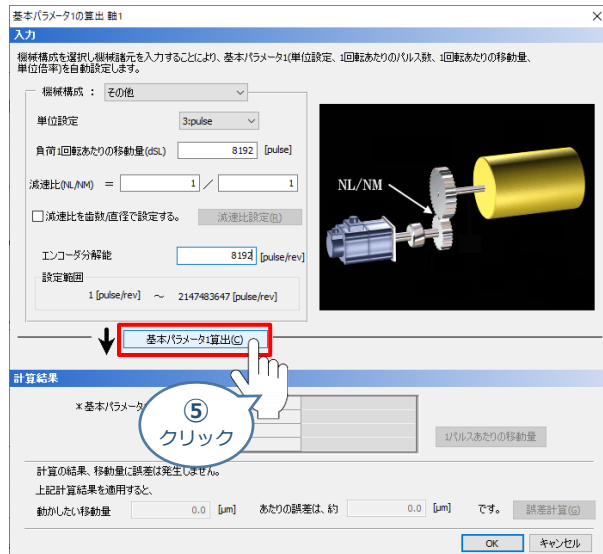 基本パラメータ1の算出 軸1
入力
機械構成を選択し機械諸元を入力することにより、基本パラメータ1(単位設定、1回転あたりのパルス数、1回転あたりの移動量、
単位倍率)を自動設定します。
機械構成 : その他
単位設定 3:pulse
負荷1回転あたりの移動量(dSL) 8192 [pulse]
減速比(NL/NM) = 1 / 1
NL/NM
減速比を歯数/直径で設定する。 減速比設定(R)
エンコーダ分解能 8192 [pulse/rev]
設定範囲
1 [pulse/rev] ～ 2147483647 [pulse/rev]
基本パラメータ1算出(C)
計算結果
*基本パラメータ
⑤
クリック
1パルスあたりの移動量
計算の結果、移動量に誤差は発生しません。
上記計算結果を適用すると、
動かしたい移動量 0.0 [μm] あたりの誤差は、約 0.0 [μm] です。 誤差計算(G)
OK キャンセル